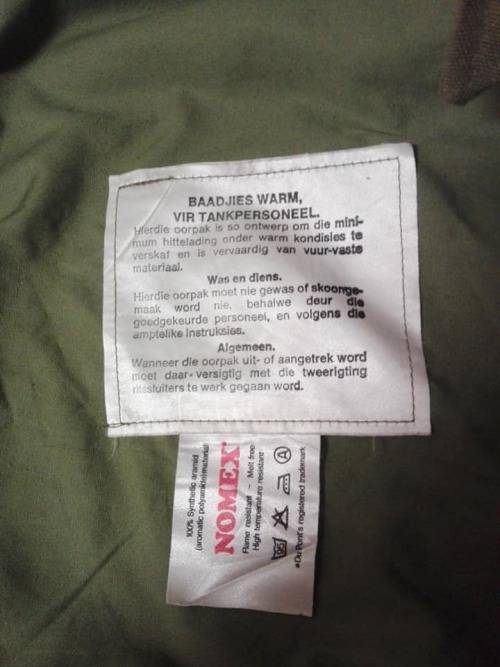 BAADJIES WARM,
VIR TANKPERSONEEL.
Hierdie oorpak is so ontwerp om die mini-
mum hittelading onder warm kondisies te
verskaf en is vervaardig van vuur-vaste
materiaal.
Was en diens.
Hierdie oorpak moet nie gewas of skoonge-
maak word nie, behalwe deur die
goedgekeurde personeel, en volgens die
amptelike instruksies.
Algemeen.
Wanneer die oorpak uit- of aangetrek word
moet daar-versigtig met die tweerigting
ritssluiters te werk gegaan word.
100% Synthetic aramid
(aromatic polyamide)material
NOMEX
Flame resistant - Melt free
High temperature resistant
95 A
*Du Pont's registered trademark